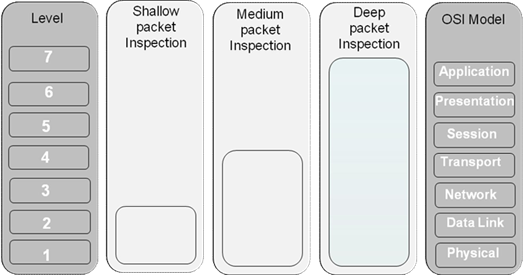 Level
7
6
5
4
3
2
1
Shallow
packet
Inspection
Medium
packet
Inspection
Deep
packet
Inspection
OSI Model
Application
Presentation
Session
Transport
Network
Data Link
Physical